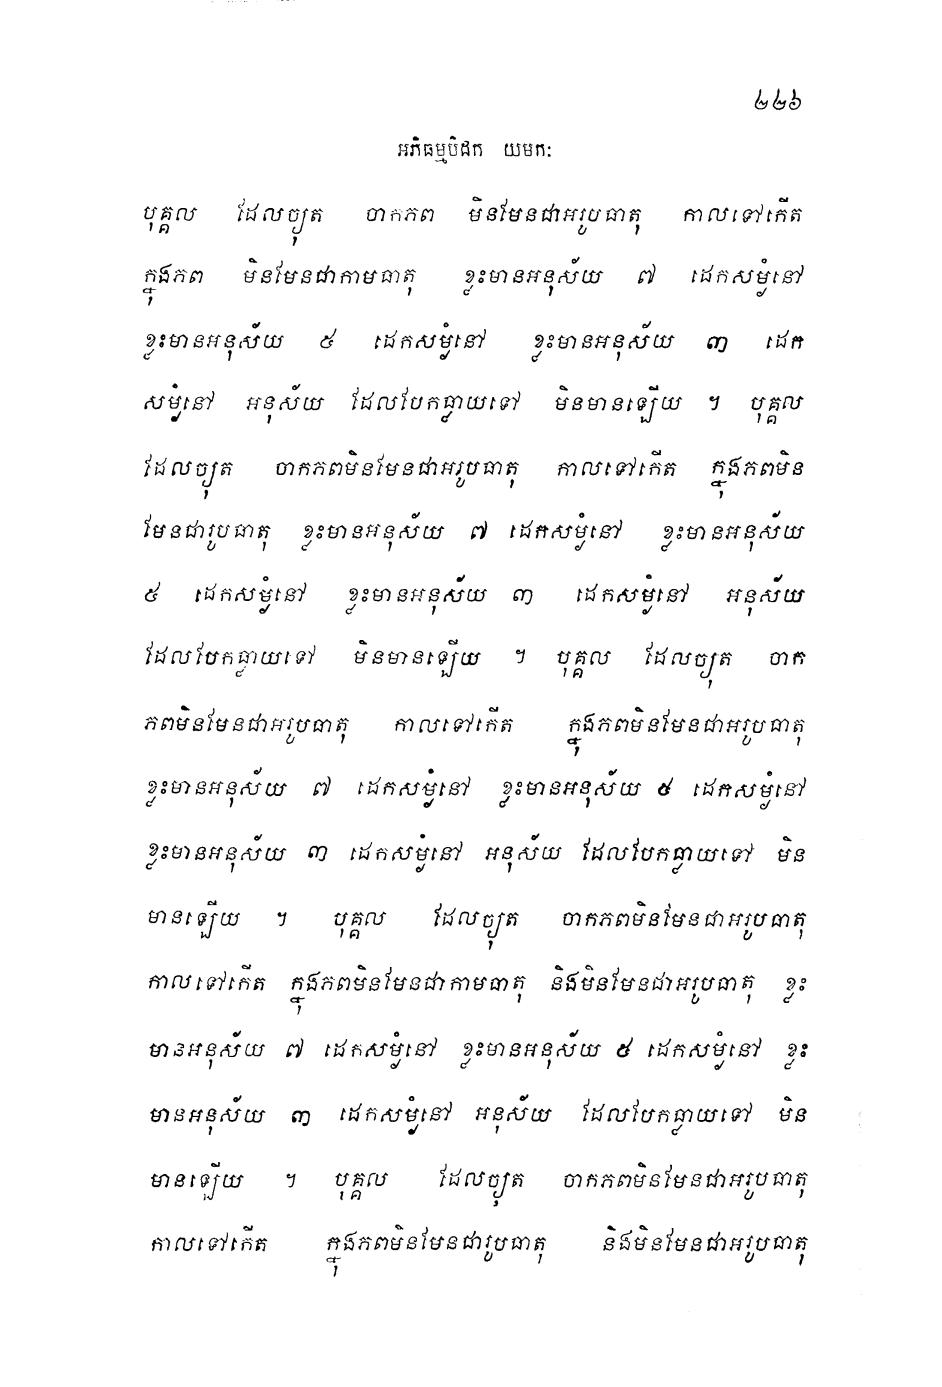 ២២៦
អភិធម្មបិដក យមកៈ
បុគ្គល ដែលច្យុត ចាកភព មិនមែនជាអរូបធាតុ កាលទៅកើត
ក្នុងភព មិនមែនជាកាមធាតុ ខ្លះមានអនុស័យ ៧ ដេកសម្ងំនៅ
ខ្លះមានអនុស័យ ៥ ដេកសម្ងំនៅ ខ្លះមានអនុស័យ ៣ ដេក
សម្ងំនៅ អនុស័យ ដែលបែកធ្លាយទៅ មិនមានឡើយ ។ បុគ្គល
ដែលច្យុត ចាកភពមិនមែនជាអរូបធាតុ កាលទៅកើត ក្នុងភពមិន
មែនជារូបធាតុ ខ្លះមានអនុស័យ ៧ ដេកសម្ងំនៅ ខ្លះមានអនុស័យ
៥ ដេកសម្ងំនៅ ខ្លះមានអនុស័យ ៣ ដេកសម្ងំនៅ អនុស័យ
ដែលបែកធ្លាយទៅ មិនមានឡើយ ។ បុគ្គល ដែលច្យុត ចាក
ភពមិនមែនជាអរូបធាតុ កាលទៅកើត ក្នុងភពមិនមែនជាអរូបធាតុ
ខ្លះមានអនុស័យ ៧ ដេកសម្ងំនៅ ខ្លះមានអនុស័យ ៥ ដេកសម្ងំនៅ
ខ្លះមានអនុស័យ ៣ ដេកសម្ងំនៅ អនុស័យ ដែលបែកធ្លាយទៅ មិន
មានឡើយ ។ បុគ្គល ដែលច្យុត ចាកភពមិនមែនជាអរូបធាតុ
កាលទៅកើត ក្នុងភពមិនមែនជាកាមធាតុ និងមិនមែនជាអរូបធាតុ ខ្លះ
មានអនុស័យ ៧ ដេកសម្ងំនៅ ខ្លះមានអនុស័យ ៥ ដេកសម្ងំនៅ ខ្លះ
មានអនុស័យ ៣ ដេកសម្ងំនៅ អនុស័យ ដែលបែកធ្លាយទៅ មិន
មានឡើយ ។ បុគ្គល ដែលច្យុត ចាកភពមិនមែនជាអរូបធាតុ
កាលទៅកើត ក្នុងភពមិនមែនជារូបធាតុ និងមិនមែនជាអរូបធាតុ